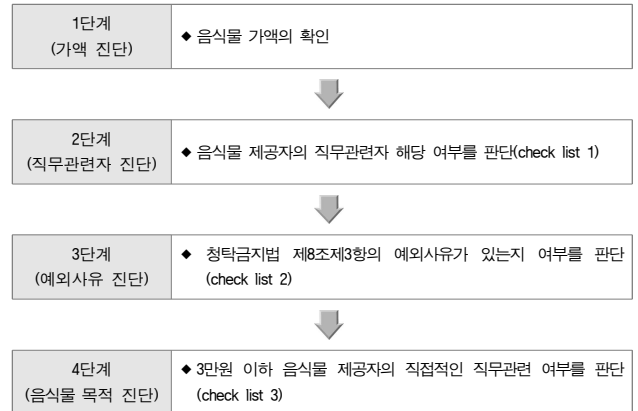 1단계
(가액 진단)
◆ 음식물 가액의 확인
2단계
(직무관련자 진단)
◆ 음식물 제공자의 직무관련자 해당 여부를 판단(check list 1)
3단계
(예외사유 진단)
◆ 청탁금지법 제8조제3항의 예외사유가 있는지 여부를 판단
(check list 2)
4단계
(음식물 목적 진단)
◆ 3만원 이하 음식물 제공자의 직접적인 직무관련 여부를 판단
(check list 3)